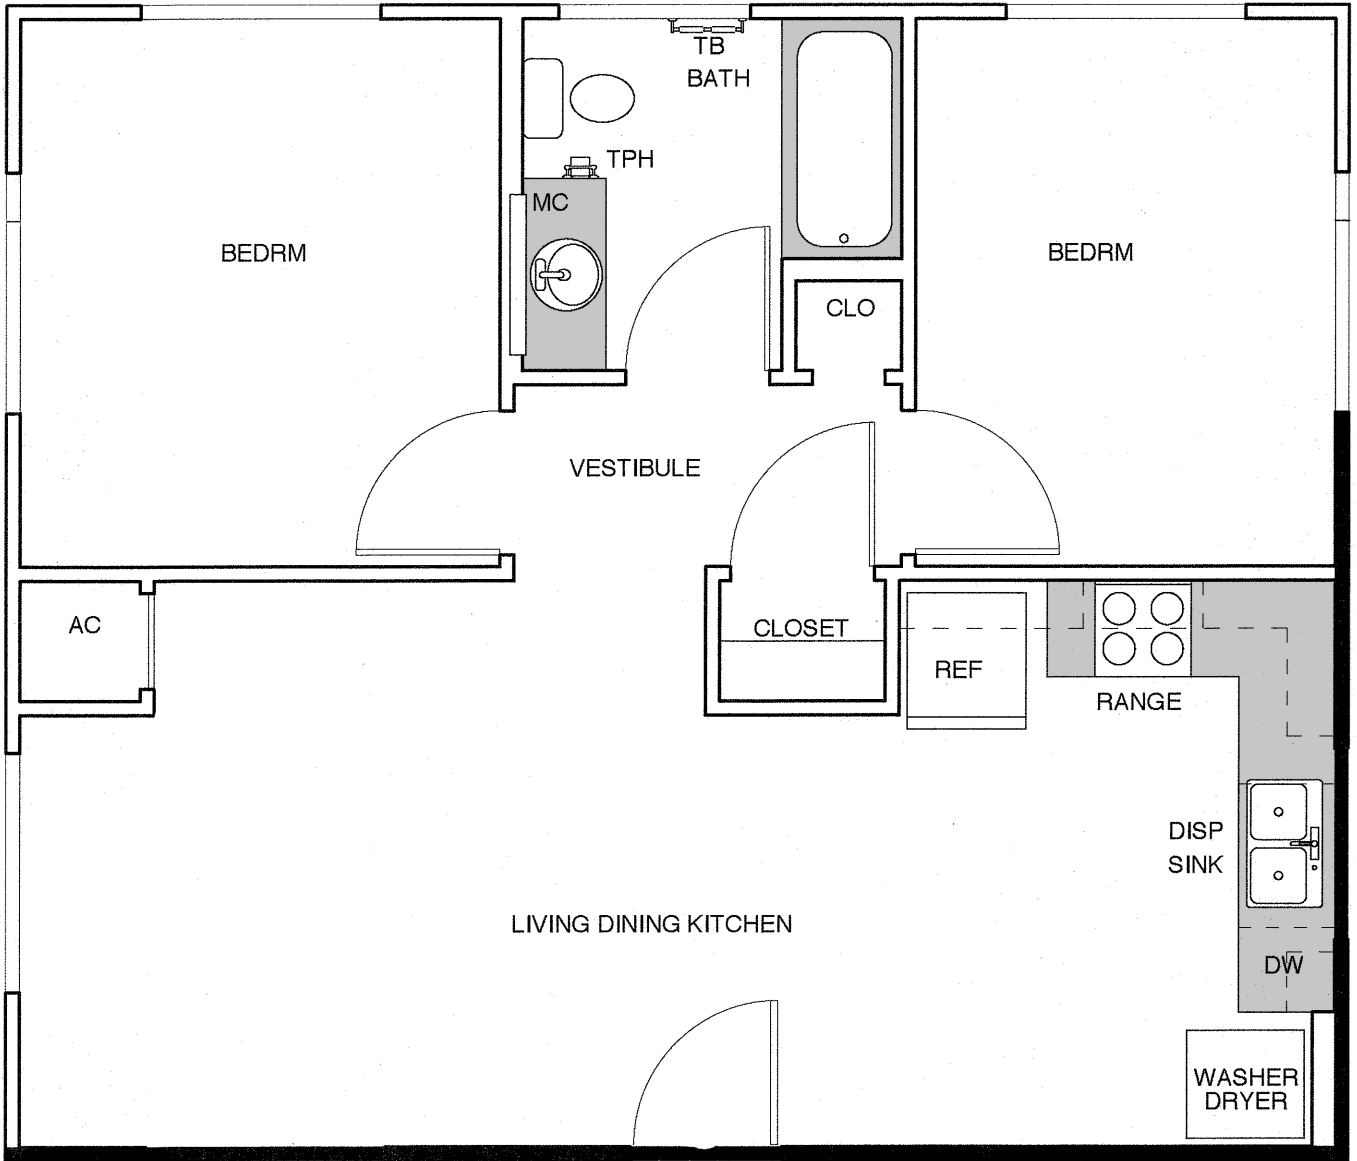 TB
BATH
TPH
MC
BEDRM
BEDRM
CLO
VESTIBULE
AC
CLOSET
REF
RANGE
DISP
SINK
LIVING DINING KITCHEN
DW
WASHER
DRYER